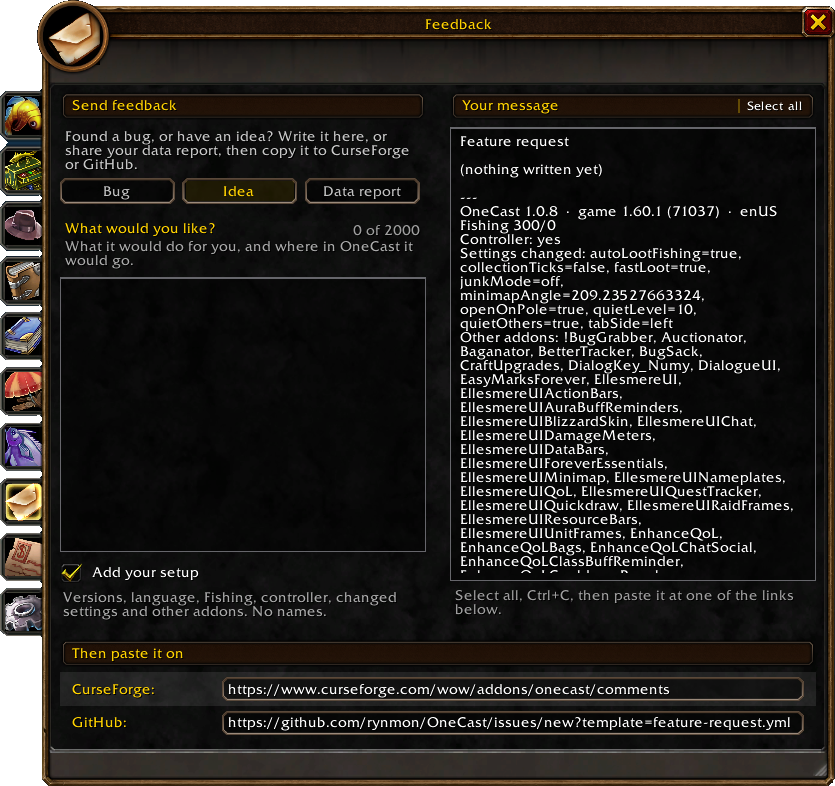 Feedback
Send feedback
Found a bug, or have an idea? Write it here, or
share your data report, then copy it to CurseForge
or GitHub.
Bug
Idea
Data report
What would you like?
0 of 2000
What it would do for you, and where in OneCast it
would go.
Add your setup
Versions, language, Fishing, controller, changed
settings and other addons. No names.
Your message
Select all
Feature request
(nothing written yet)
---
OneCast 1.0.8 · game 1.60.1 (71037) · enUS
Fishing 300/0
Controller: yes
Settings changed: autoLootFishing=true,
collectionTicks=false, fastLoot=true,
junkMode=off,
minimapAngle=209.23527663324,
openOnPole=true, quietLevel=10,
quietOthers=true, tabSide=left
Other addons: !BugGrabber, Auctionator,
Baganator, BetterTracker, BugSack,
CraftUpgrades, DialogKey_Numy, DialogueUI,
EasyMarksForever, EllesmereUI,
EllesmereUIActionBars,
EllesmereUIAuraBuffReminders,
EllesmereUIBlizzardSkin, EllesmereUIChat,
EllesmereUIDamageMeters,
EllesmereUIDataBars,
EllesmereUIForeverEssentials,
EllesmereUIMinimap, EllesmereUINameplates,
EllesmereUIQoL, EllesmereUIQuestTracker,
EllesmereUIQuickdraw, EllesmereUIRaidFrames,
EllesmereUIResourceBars,
EllesmereUIUnitFrames, EnhanceQoL,
EnhanceQoLBags, EnhanceQoLChatSocial,
EnhanceQoLClassBuffReminder,
Select all, Ctrl+C, then paste it at one of the links
below.
Then paste it on
CurseForge:
https://www.curseforge.com/wow/addons/onecast/comments
GitHub:
https://github.com/rynmon/OneCast/issues/new?template=feature-request.yml